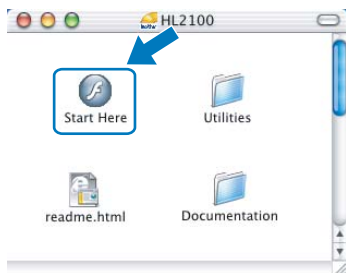 HL2100
Start Here
Utilities
readme.html
Documentation